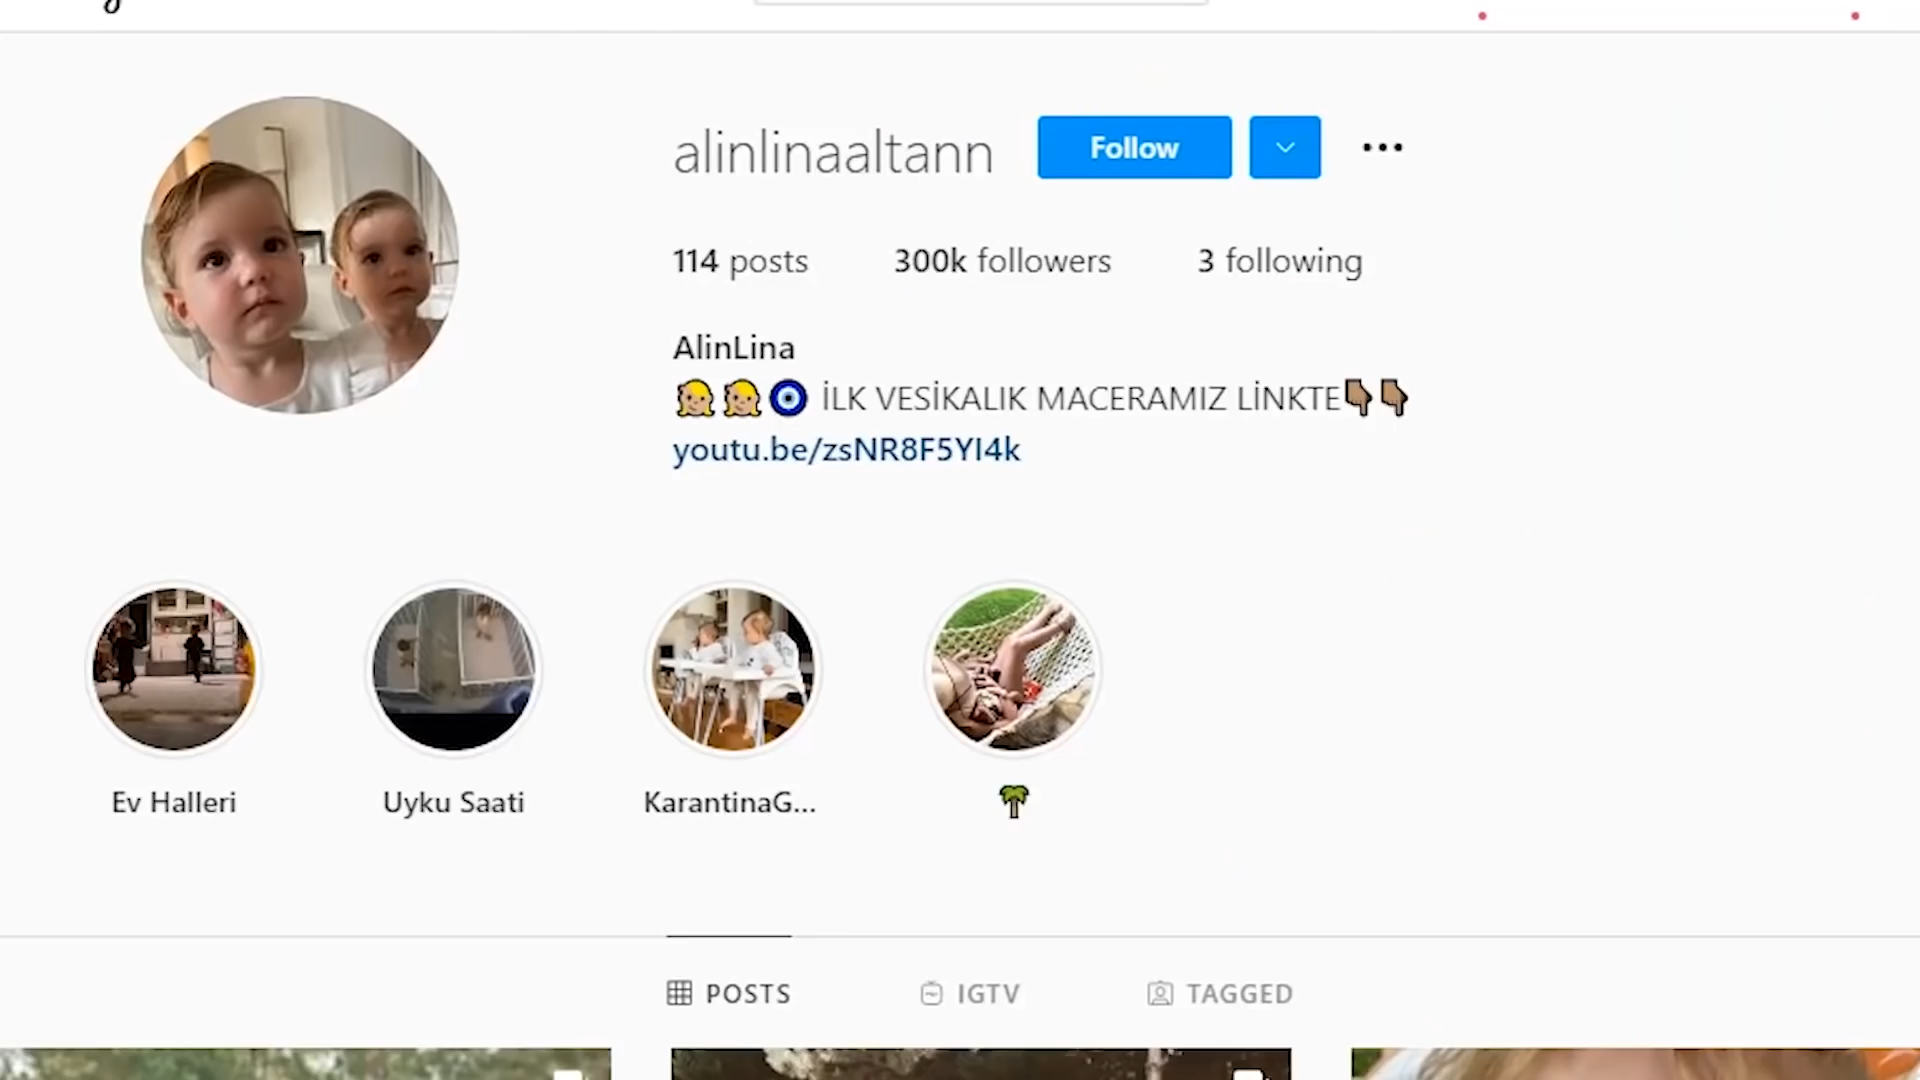 alinlinaaltann Follow
114 posts 300k followers 3 following
AlinLina
👧🏼👧🏼🧿 İLK VESİKALIK MACERAMIZ LİNKTE👇🏽👇🏽
youtu.be/zsNR8F5YI4k
Ev Halleri Uyku Saati KarantinaG... 🌴
POSTS IGTV TAGGED